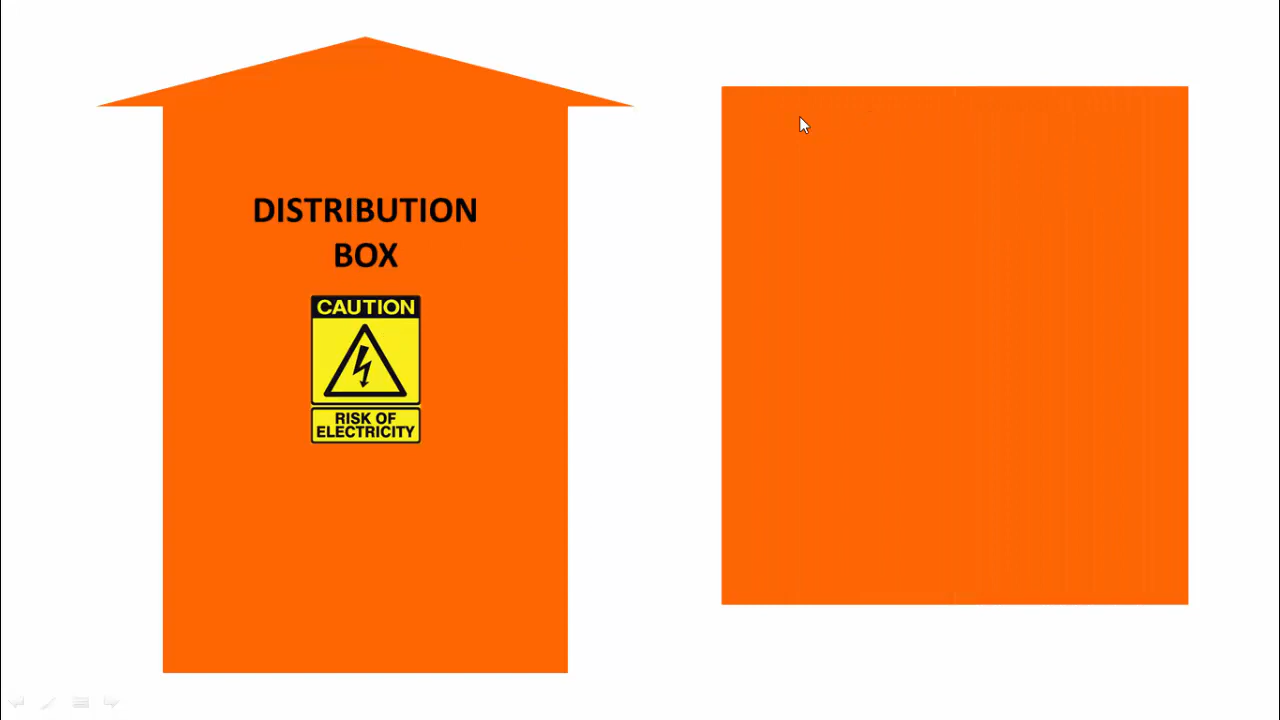 DISTRIBUTION
BOX
CAUTION
RISK OF
ELECTRICITY